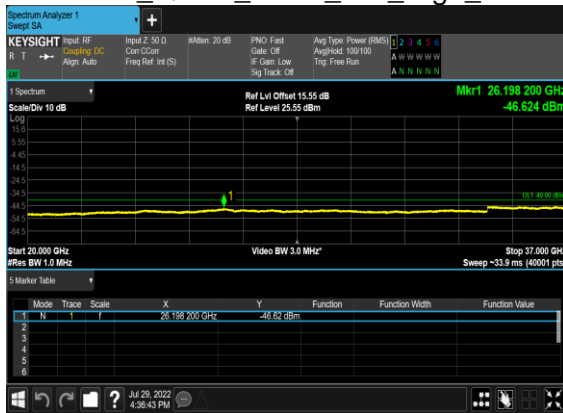 Spectrum Analyzer 1
Swept SA
+
KEYSIGHT Input: RF Input Z: 50 Ω #Atten: 20 dB PNO: Fast Avg Type: Power (RMS) 1 2 3 4 5 6
R T Coupling: DC Corr CCorr Gate: Off Avg|Hold: 100/100 A W W W W W
Align: Auto Freq Ref: Int (S) IF Gain: Low Trig: Free Run
LXI Sig Track: Off A N N N N N
1 Spectrum Ref Lvl Offset 15.55 dB Mkr1 26.198 200 GHz
Scale/Div 10 dB Ref Level 25.55 dBm -46.624 dBm
Log
15.6
5.55
-4.45
-14.5
-24.5
-34.5
1
DL1 -40.00 dBm
-44.5
-54.5
-64.5
Start 20.000 GHz Video BW 3.0 MHz* Stop 37.000 GHz
#Res BW 1.0 MHz Sweep ~33.9 ms (40001 pts)
5 Marker Table
Mode Trace Scale X Y Function Function Width Function Value
1 N 1 f 26.198 200 GHz -46.62 dBm
2
3
4
5
6
? Jul 29, 2022
4:36:43 PM